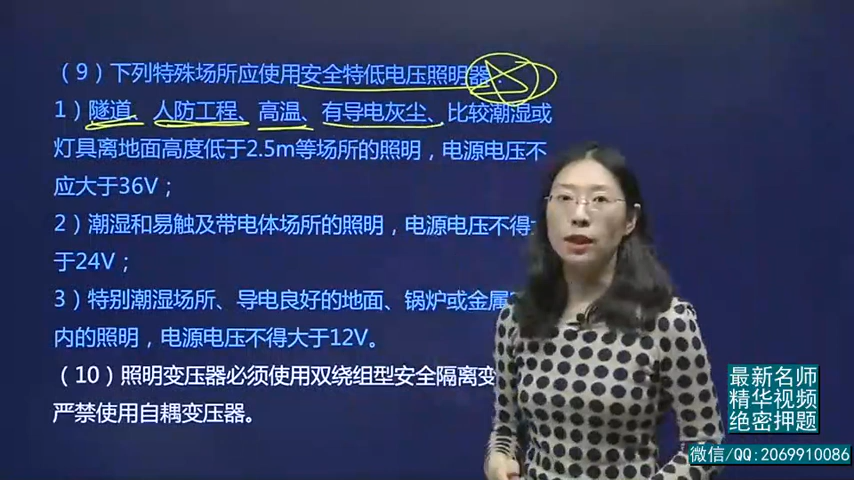 （9）下列特殊场所应使用安全特低电压照明器：
1）隧道、人防工程、高温、有导电灰尘、比较潮湿或
灯具离地面高度低于2.5m等场所的照明，电源电压不
应大于36V；
2）潮湿和易触及带电体场所的照明，电源电压不得
于24V；
3）特别潮湿场所、导电良好的地面、锅炉或金属
内的照明，电源电压不得大于12V。
（10）照明变压器必须使用双绕组型安全隔离变
严禁使用自耦变压器。
最新名师
精华视频
绝密押题
微信/QQ:2069910086